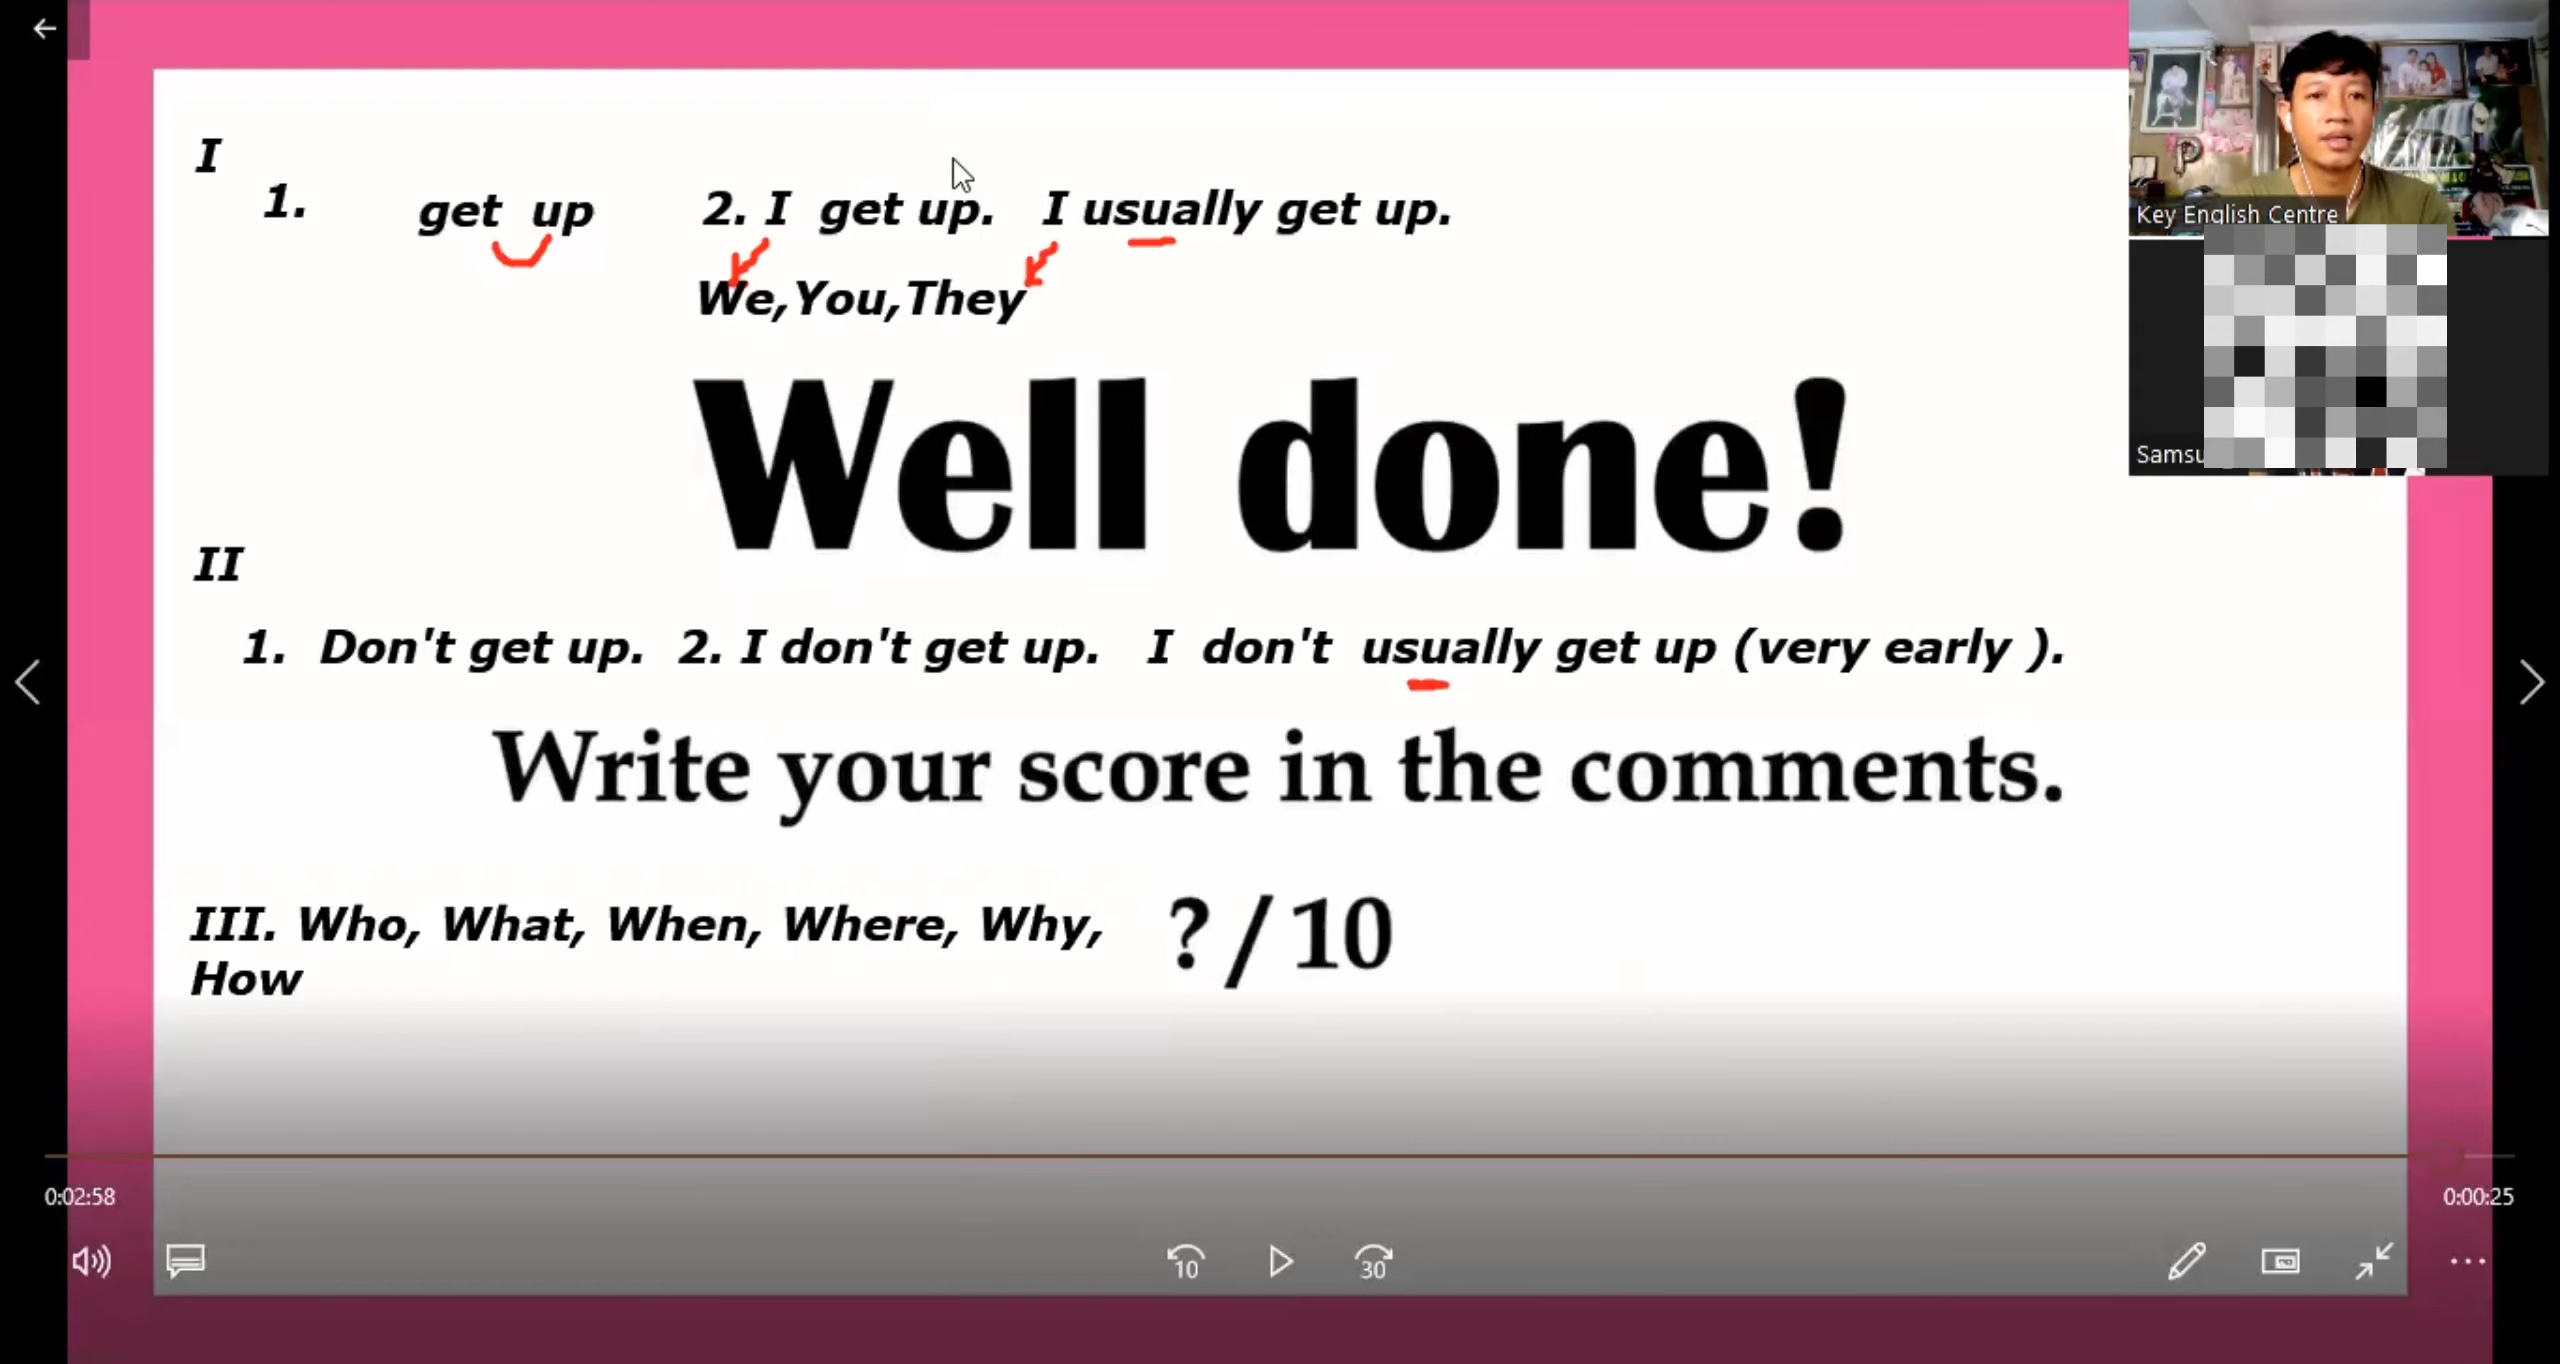 I
1. get up 2. I get up. I usually get up.
We, You, They
Well done!
II
1. Don't get up. 2. I don't get up. I don't usually get up (very early ).
Write your score in the comments.
III. Who, What, When, Where, Why,
How
?/10
Key English Centre
0:02:58
0:00:25
10
30